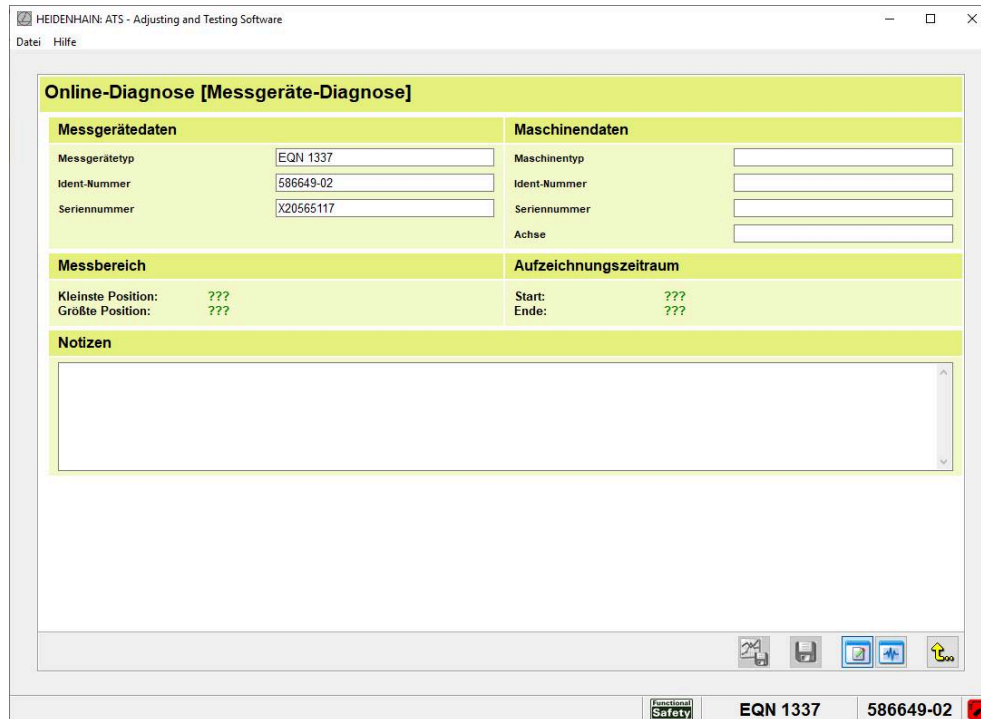 HEIDENHAIN: ATS - Adjusting and Testing Software
Datei Hilfe
Online-Diagnose [Messgeräte-Diagnose]
Messgerätedaten
Messgerätetyp EQN 1337
Ident-Nummer 586649-02
Seriennummer X20565117
Maschinendaten
Maschinentyp
Ident-Nummer
Seriennummer
Achse
Messbereich
Kleinste Position: ???
Größte Position: ???
Aufzeichnungszeitraum
Start: ???
Ende: ???
Notizen
Functional
Safety
EQN 1337
586649-02